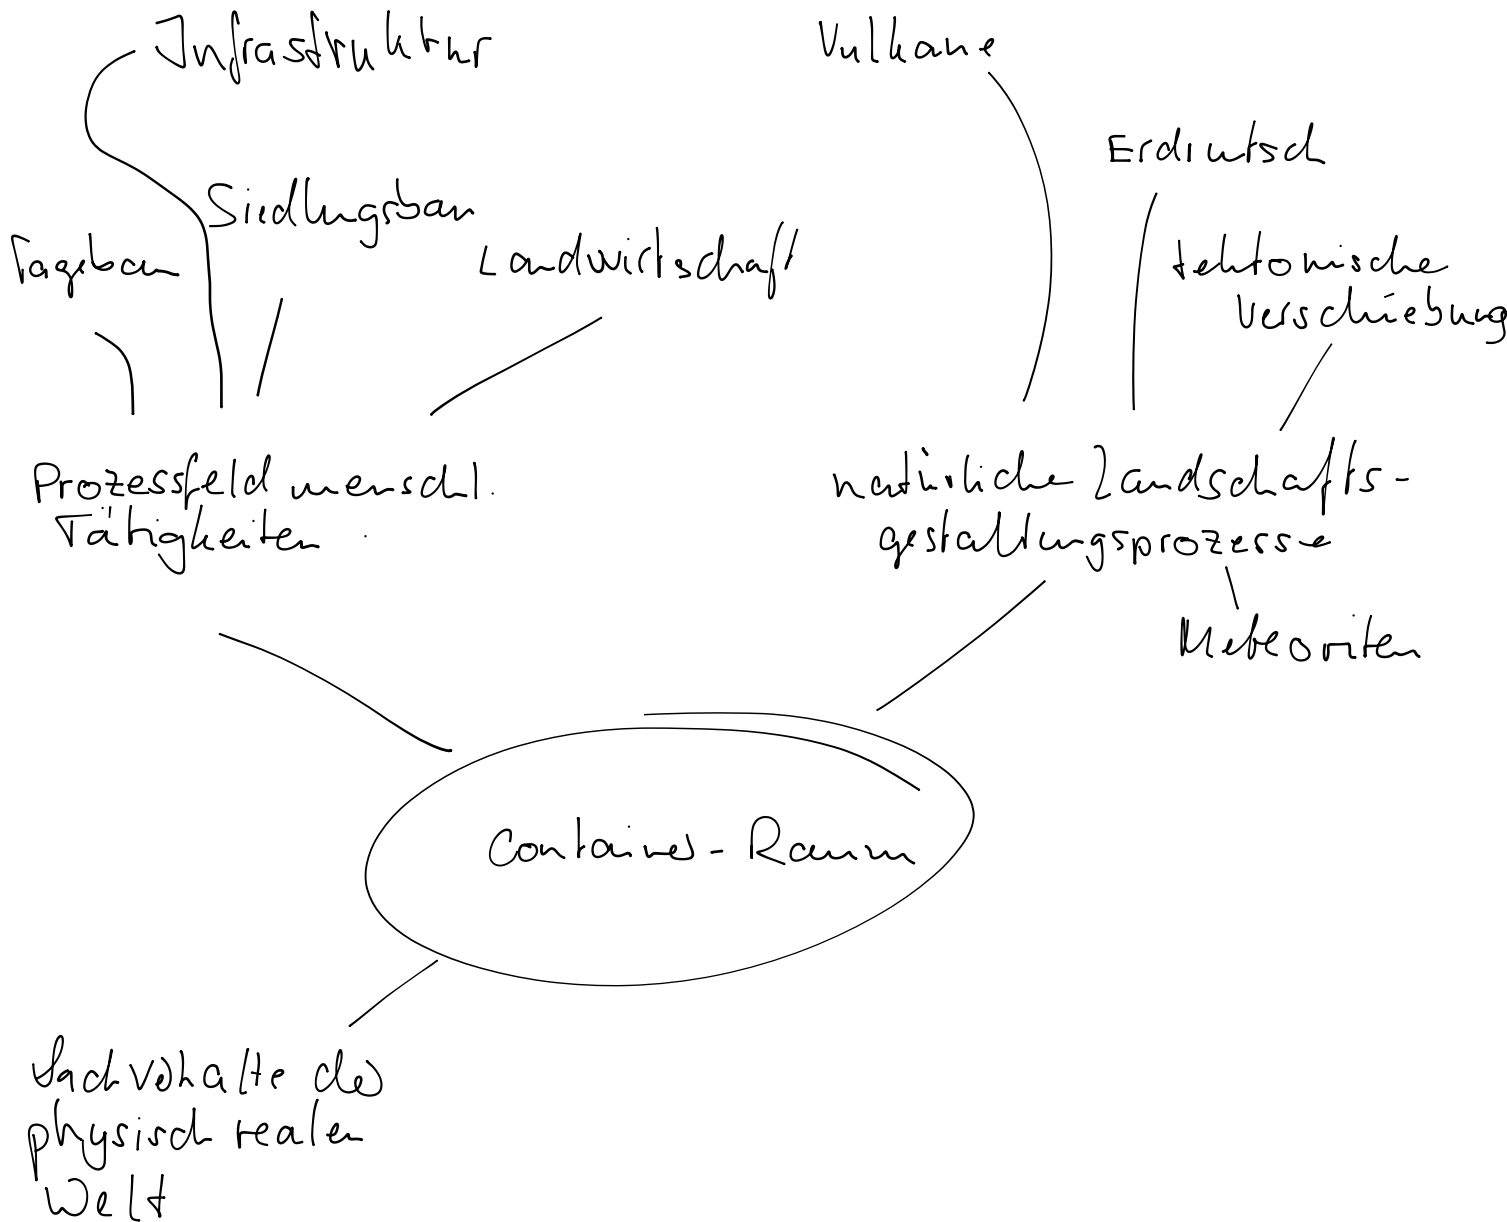 Infrastruktur
Vulkane
Erdrutsch
Siedlungsbau
Tagebau
Landwirtschaft
tektonische
Verschiebung
Prozessfeld menschl.
Tätigkeiten
natürliche Landschafts-
gestaltungsprozesse
Meteoriten
Container-Raum
Sachverhalte der
physisch realen
Welt